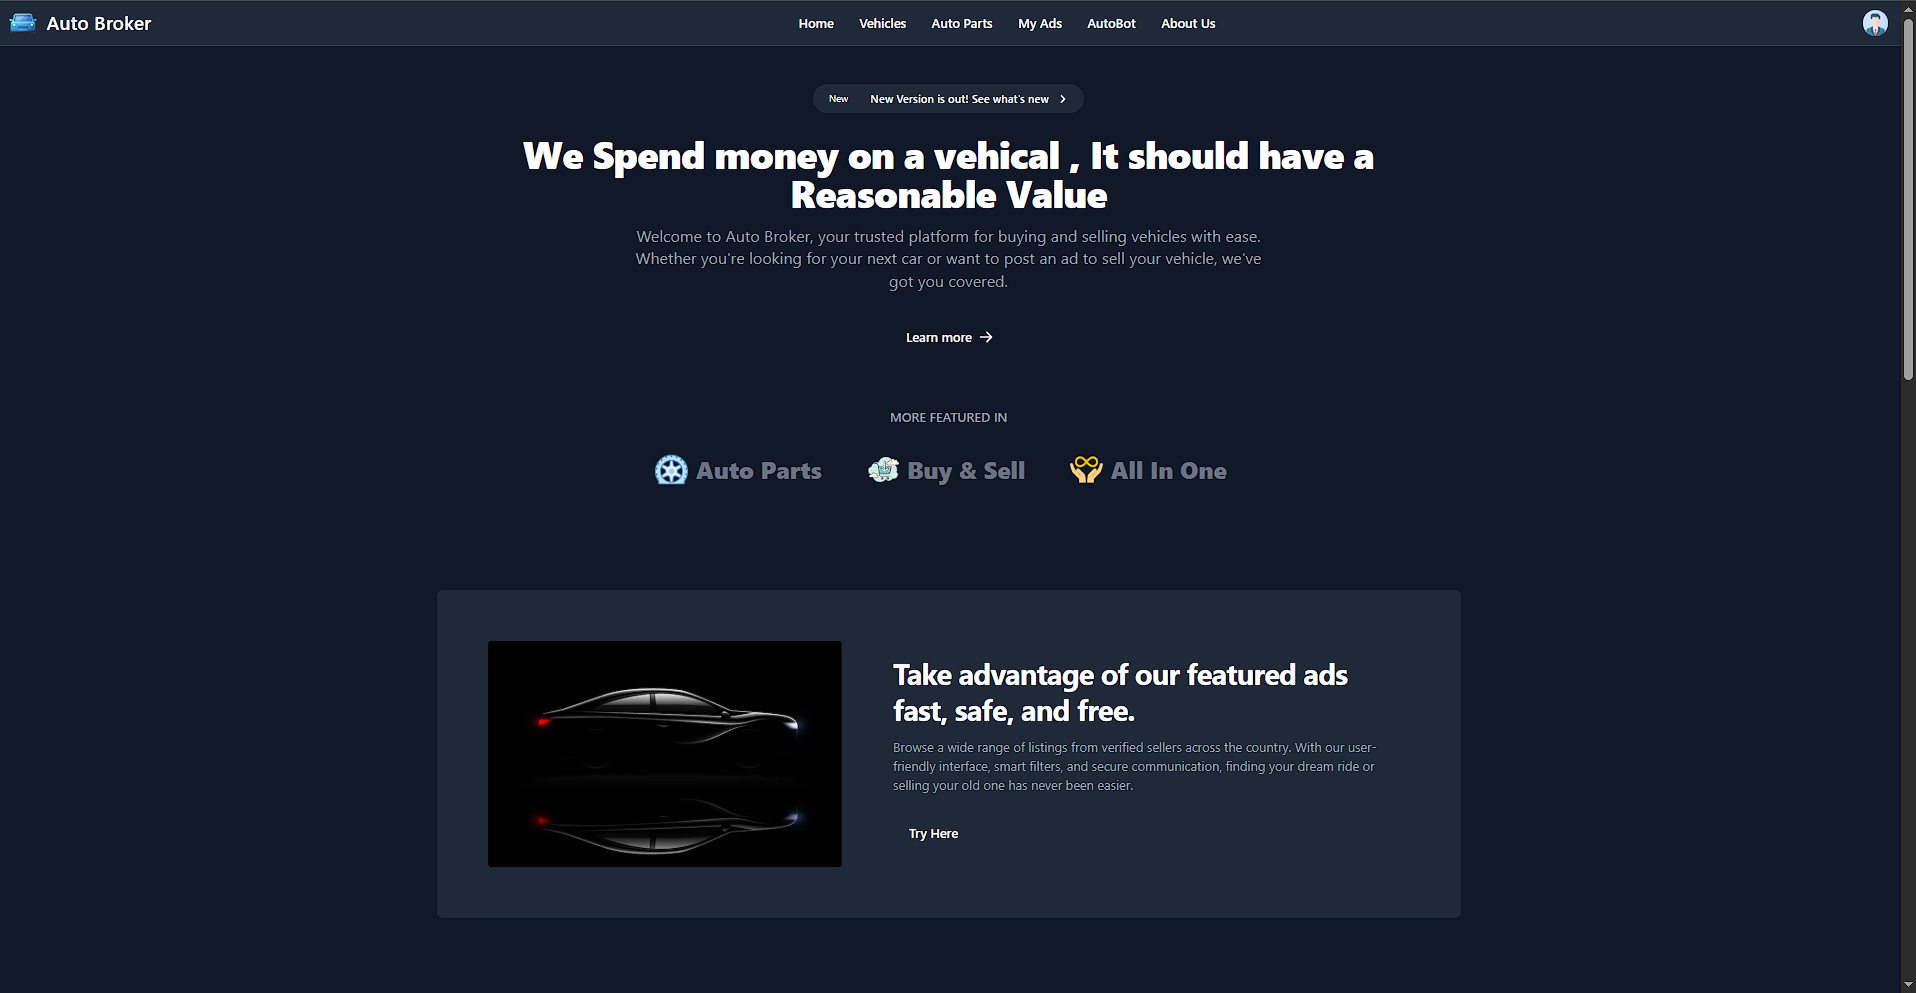 Auto Broker
Home Vehicles Auto Parts My Ads AutoBot About Us
New New Version is out! See what's new
We Spend money on a vehical , It should have a
Reasonable Value
Welcome to Auto Broker, your trusted platform for buying and selling vehicles with ease.
Whether you're looking for your next car or want to post an ad to sell your vehicle, we've
got you covered.
Learn more
MORE FEATURED IN
Auto Parts Buy & Sell All In One
Take advantage of our featured ads
fast, safe, and free.
Browse a wide range of listings from verified sellers across the country. With our user-
friendly interface, smart filters, and secure communication, finding your dream ride or
selling your old one has never been easier.
Try Here